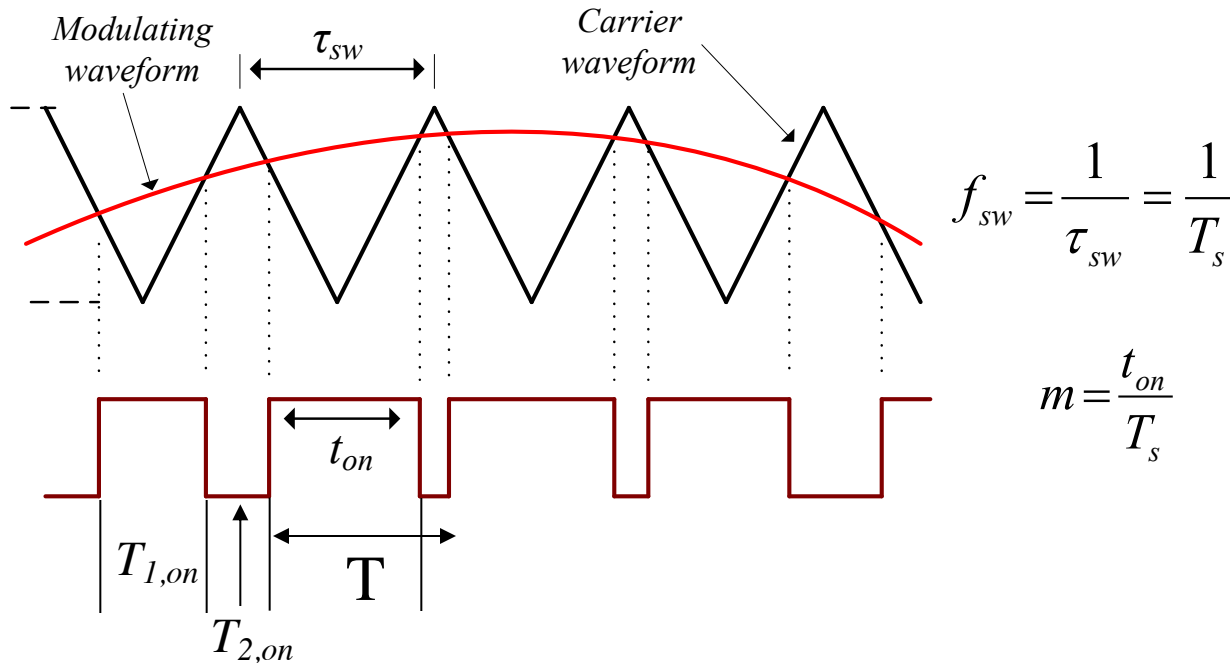 Modulating
waveform
τsw
Carrier
waveform
fsw = 1/τsw = 1/Ts
m = ton/Ts
ton
T1,on
T
T2,on